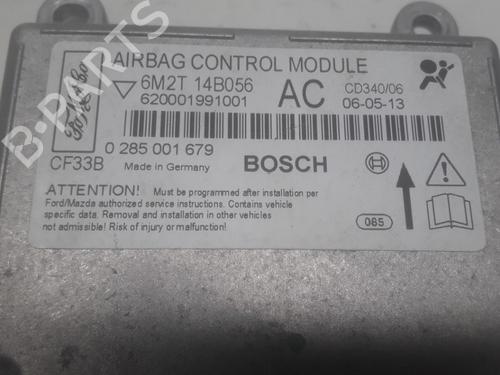 AIRBAG CONTROL MODULE
6M2T 14B056 AC CD340/06
620001991001 06-05-13
0 285 001 679 BOSCH
CF33B Made in Germany
ATTENTION! Must be programmed after installation per
Ford/Mazda authorized service instructions. Contains vehicle
specific data. Removal and installation in other vehicles
not admissible! Risk of injury or malfunction!
065
B-PARTS